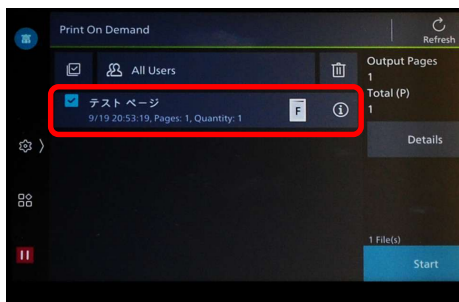 Print On Demand
Refresh
All Users
Output Pages
1
Total (P)
1
テスト ページ
9/19 20:53:19, Pages: 1, Quantity: 1
F
Details
1 File(s)
Start